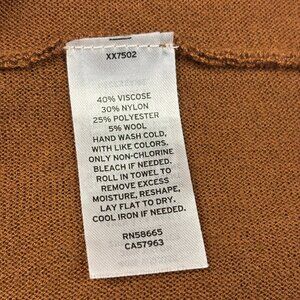 XX7502
40% VISCOSE
30% NYLON
25% POLYESTER
5% WOOL
HAND WASH COLD,
WITH LIKE COLORS,
ONLY NON-CHLORINE
BLEACH IF NEEDED.
ROLL IN TOWEL TO
REMOVE EXCESS
MOISTURE, RESHAPE,
LAY FLAT TO DRY.
COOL IRON IF NEEDED.
RN58665
CA57963